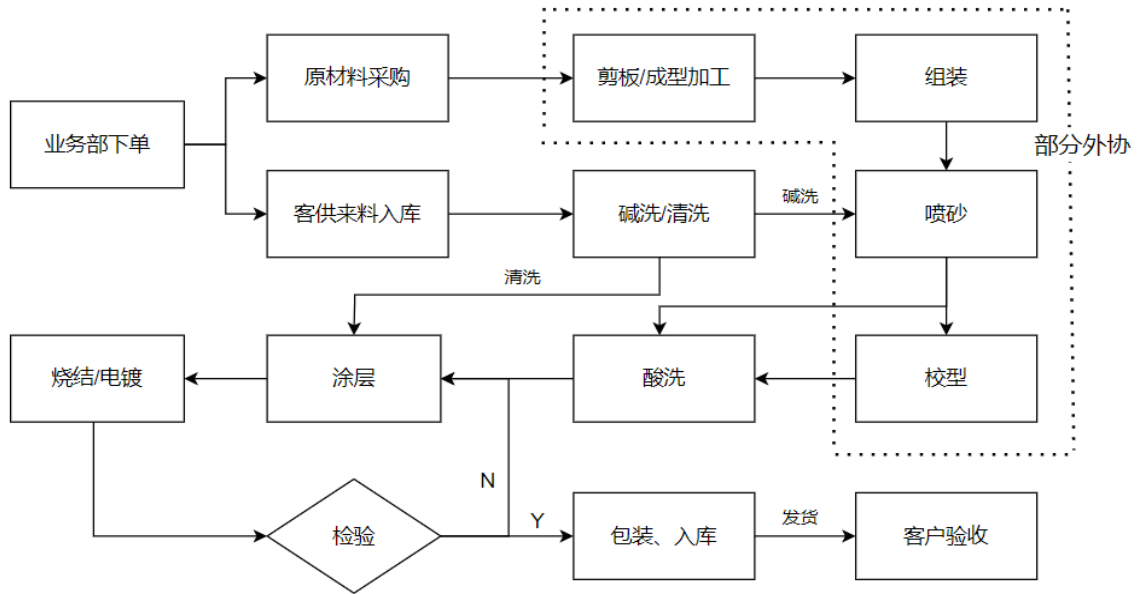 原材料采购
剪板/成型加工
组装
业务部下单
部分外协
客供来料入库
碱洗/清洗
碱洗
喷砂
清洗
烧结/电镀
涂层
酸洗
校型
N
检验
Y
包装、入库
发货
客户验收